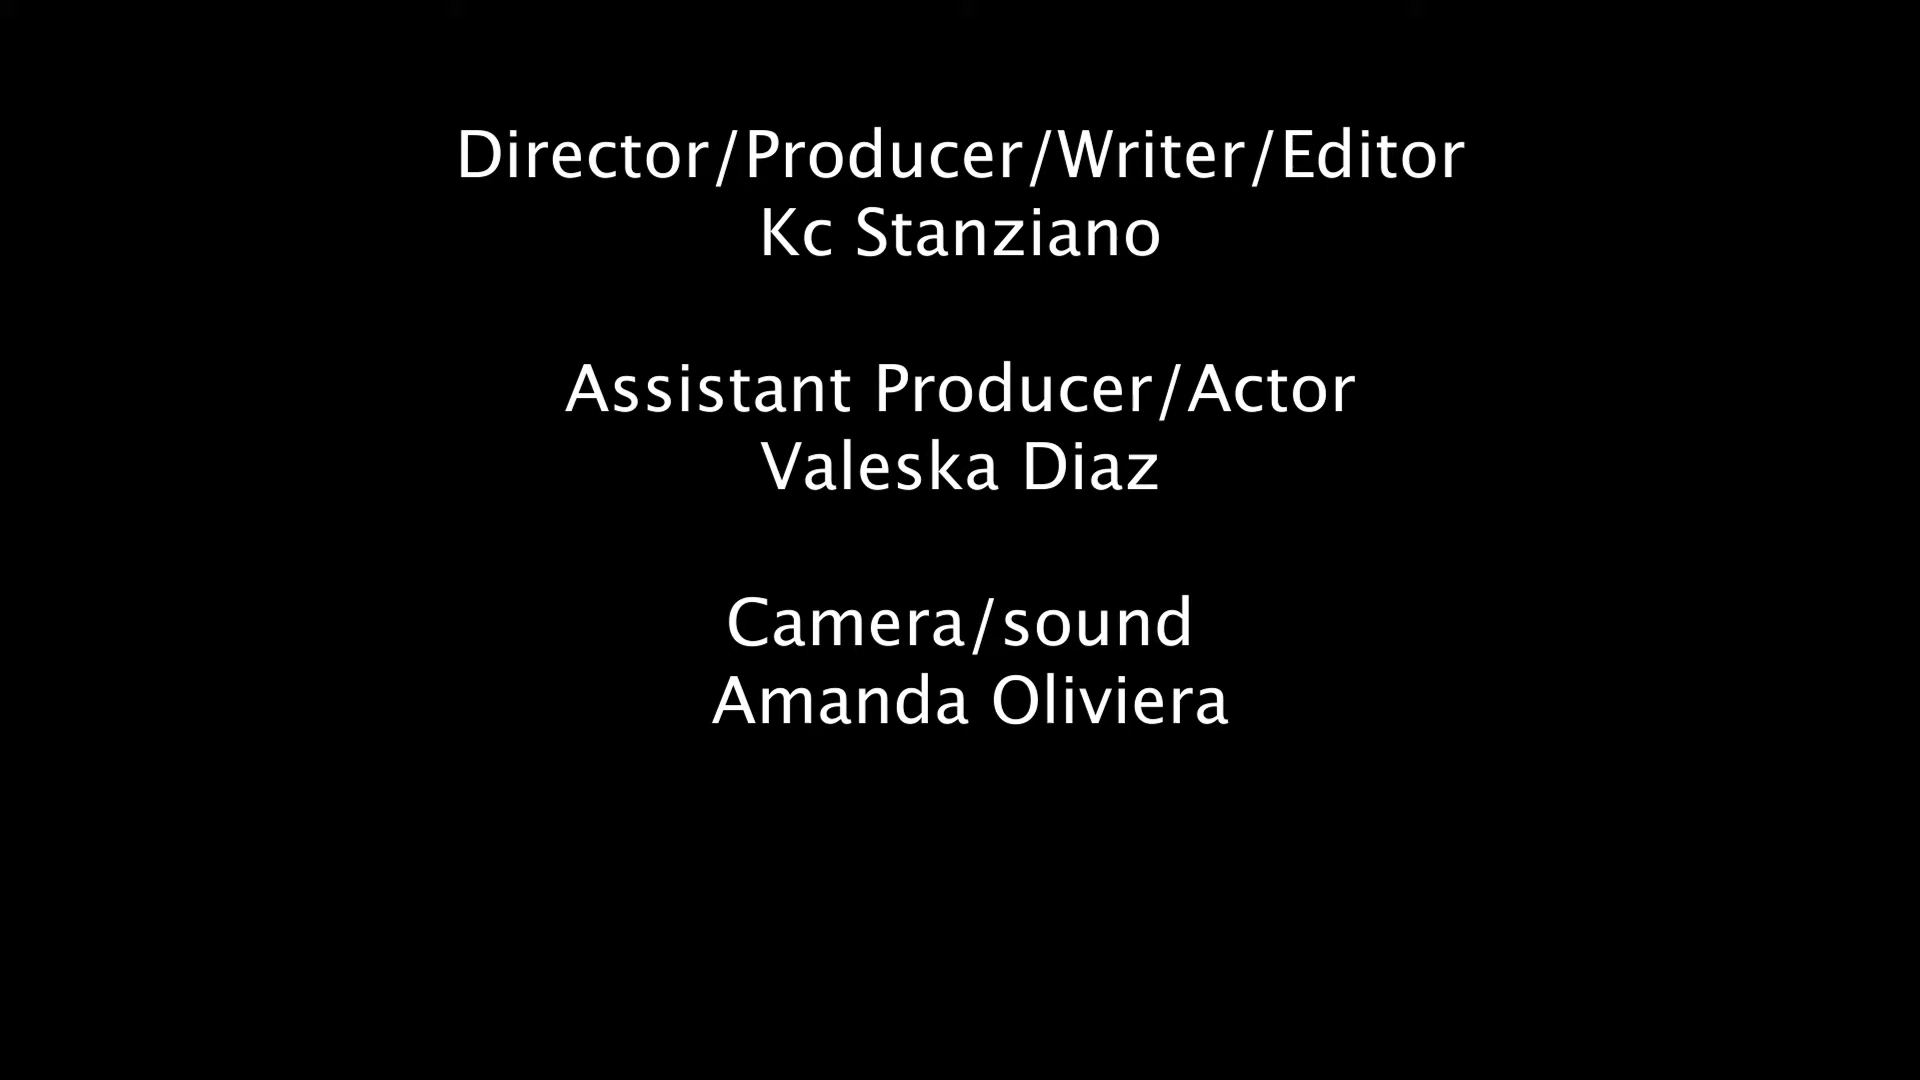 Director/Producer/Writer/Editor
Kc Stanziano
Assistant Producer/Actor
Valeska Diaz
Camera/sound
Amanda Oliviera